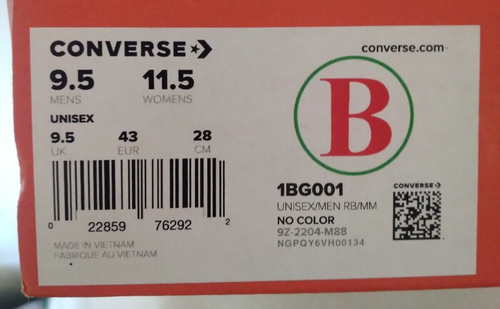 CONVERSE
converse.com
9.5 11.5
MENS WOMENS
UNISEX
9.5 43 28
UK EUR CM
B
0 22859 76292 2
MADE IN VIETNAM
FABRIQUE AU VIETNAM
1BG001
UNISEX/MEN RB/MM
NO COLOR
9Z-2204-M88
NGPQY6VH00134
CONVERSE